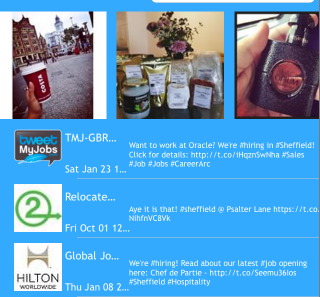 COSTA
tweet
MyJobs
TMJ-GBR...
Sat Jan 23 1...
Want to work at Oracle? We're #hiring in #Sheffield!
Click for details: http://t.co/iHqznSwNha #Sales
#Job #Jobs #CareerArc
2
Relocate...
Fri Oct 01 12...
Aye it is that! #sheffield @ Psalter Lane https://t.co.
NihfnVC8Vk
HILTON
WORLDWIDE
Global Jo...
Thu Jan 08 2...
We're #hiring! Read about our latest #job opening
here: Chef de Partie - http://t.co/Seemu36Ios
#Sheffield #Hospitality